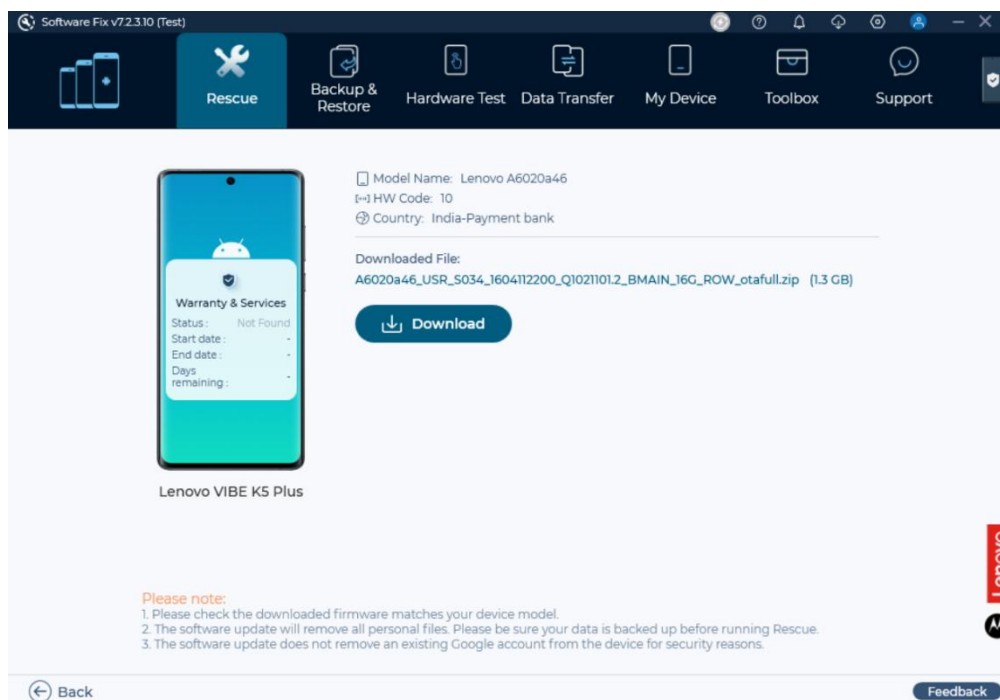 Software Fix v7.2.3.10 (Test)
Rescue
Backup &
Restore
Hardware Test
Data Transfer
My Device
Toolbox
Support
Model Name: Lenovo A6020a46
HW Code: 10
Country: India-Payment bank
Downloaded File:
A6020a46_USR_S034_1604112200_Q1021101.2_BMAIN_16G_ROW_otafull.zip (1.3 GB)
Download
Warranty & Services
Status : Not Found
Start date : -
End date : -
Days
remaining : -
Lenovo VIBE K5 Plus
Lenovo
Please note:
1. Please check the downloaded firmware matches your device model.
2. The software update will remove all personal files. Please be sure your data is backed up before running Rescue.
3. The software update does not remove an existing Google account from the device for security reasons.
Back
Feedback